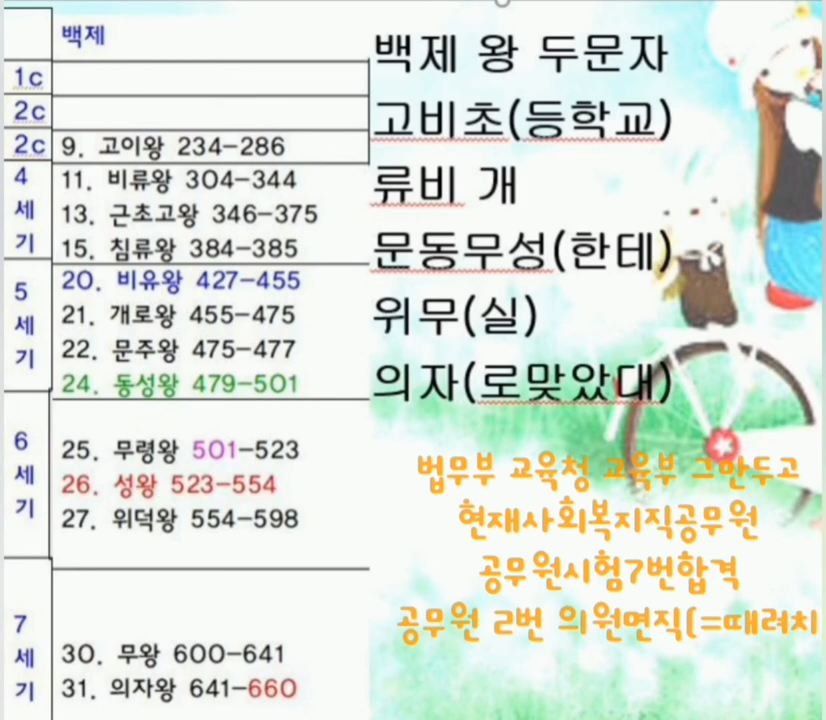 백제
1c
2c
2c 9. 고이왕 234-286
4세기
11. 비류왕 304-344
13. 근초고왕 346-375
15. 침류왕 384-385
5세기
20. 비유왕 427-455
21. 개로왕 455-475
22. 문주왕 475-477
24. 동성왕 479-501
6세기
25. 무령왕 501-523
26. 성왕 523-554
27. 위덕왕 554-598
7세기
30. 무왕 600-641
31. 의자왕 641-660
백제 왕 두문자
고비초(등학교)
류비 개
문동무성(한테)
위무(실)
의자(로맞았대)
법무부 교육청 교육부 그만두고
현재사회복지직공무원
공무원시험7번합격
공무원 2번 의원면직(=때려치